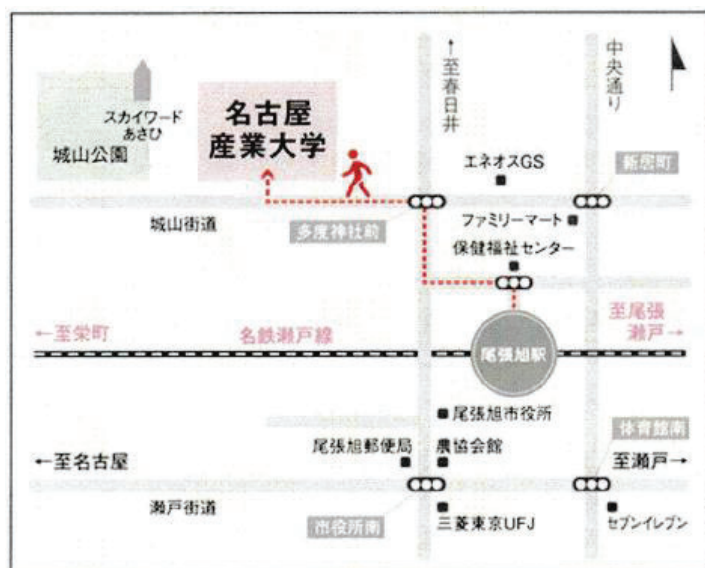 ↑至春日井
中央通り
スカイワード
あさひ
城山公園
名古屋
産業大学
エネオスGS
新居町
城山街道
多度神社前
ファミリーマート
保健福祉センター
←至栄町
名鉄瀬戸線
尾張旭駅
至尾張
瀬戸→
尾張旭市役所
体育館南
←至名古屋
尾張旭郵便局
農協会館
至瀬戸→
瀬戸街道
市役所南
三菱東京UFJ
セブンイレブン